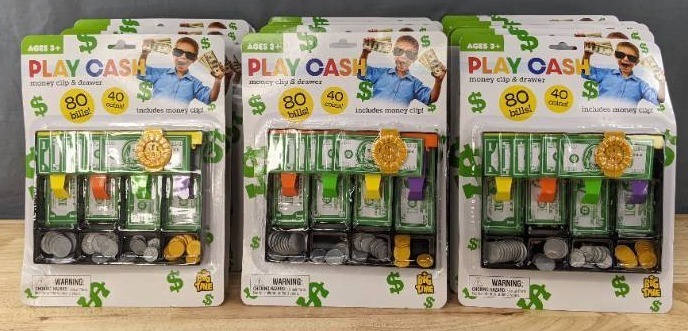 AGES 3+
PLAY CASH
money clip & drawer
80
bills!
40
coins!
includes money clip!
WARNING:
CHOKING HAZARD
BIG
TIME
AGES 3+
PLAY CASH
money clip & drawer
80
bills!
40
coins!
includes money clip!
WARNING:
CHOKING HAZARD
BIG
TIME
AGES 3+
PLAY CASH
money clip & drawer
80
bills!
40
coins!
includes money clip!
WARNING:
CHOKING HAZARD
BIG
TIME